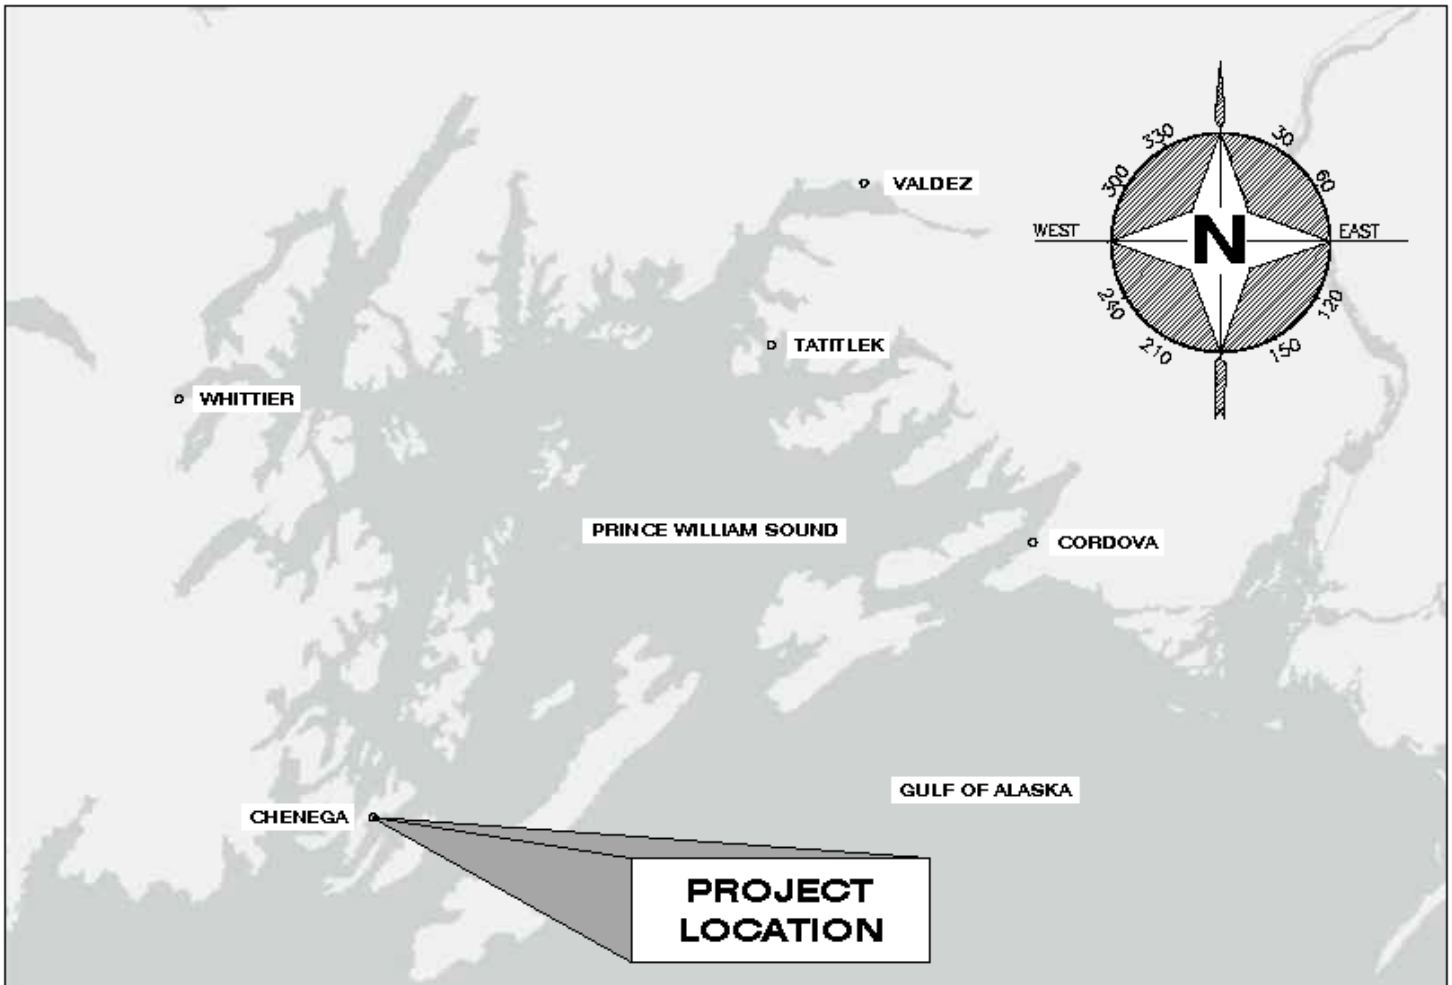 330
30
300
60
VALDEZ
WEST
N
EAST
240
120
210
150
TATITLEK
WHITTIER
PRINCE WILLIAM SOUND
CORDOVA
GULF OF ALASKA
CHENEGA
PROJECT
LOCATION